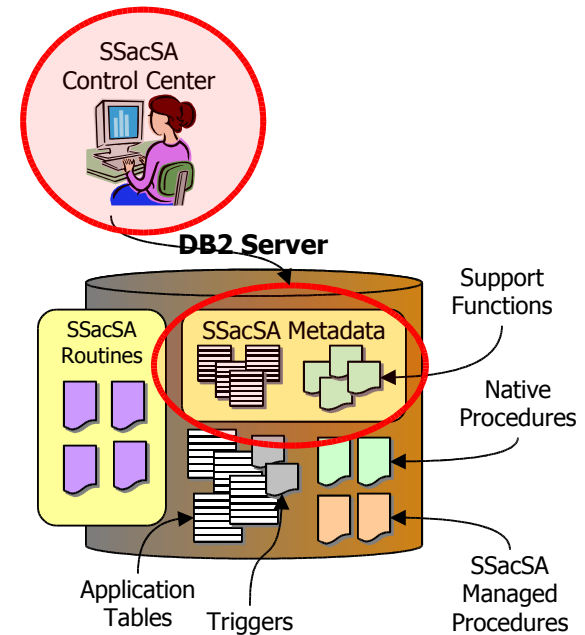 SSacSA
Control Center
DB2 Server
SSacSA
Routines
SSacSA Metadata
Support
Functions
Native
Procedures
Application
Tables
Triggers
SSacSA
Managed
Procedures